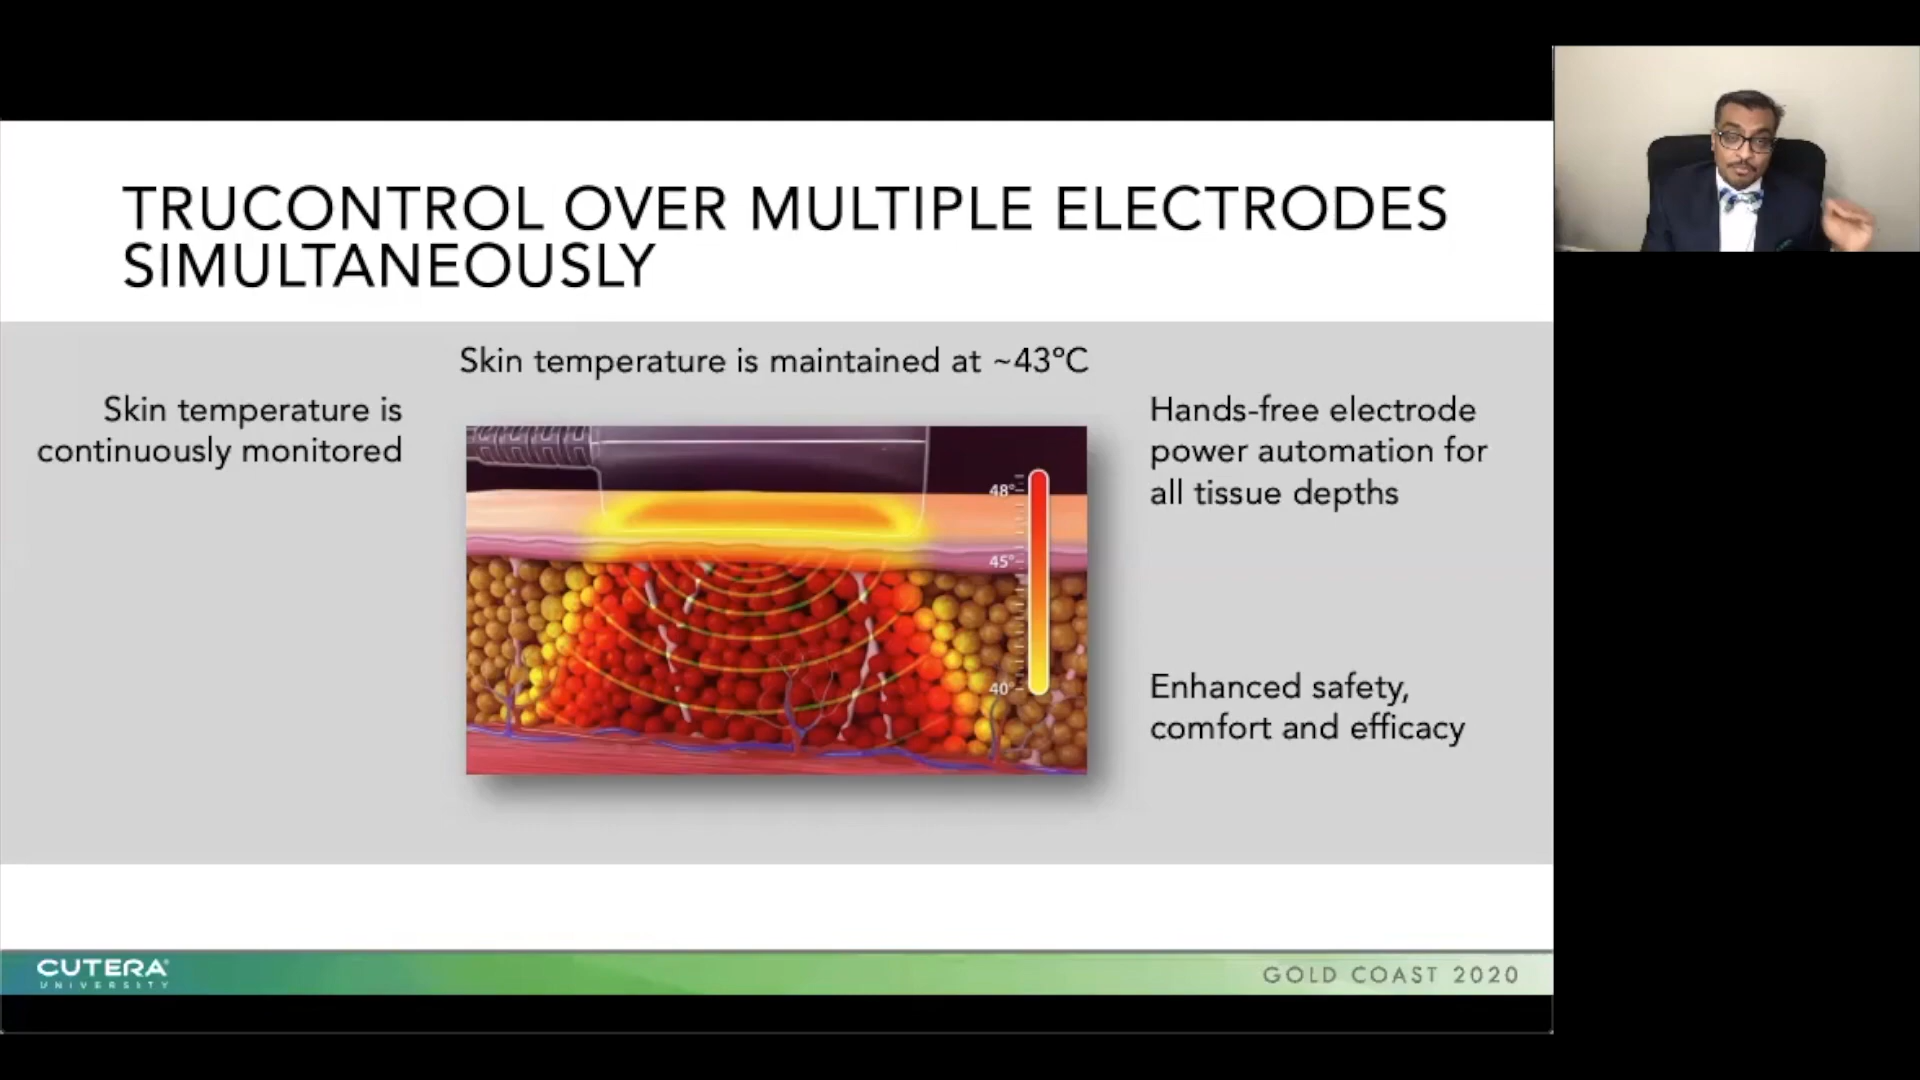 TRUCONTROL OVER MULTIPLE ELECTRODES
SIMULTANEOUSLY
Skin temperature is maintained at ~43°C
Skin temperature is
continuously monitored
Hands-free electrode
power automation for
all tissue depths
48°
45°
40°
Enhanced safety,
comfort and efficacy
CUTERA®
UNIVERSITY
GOLD COAST 2020